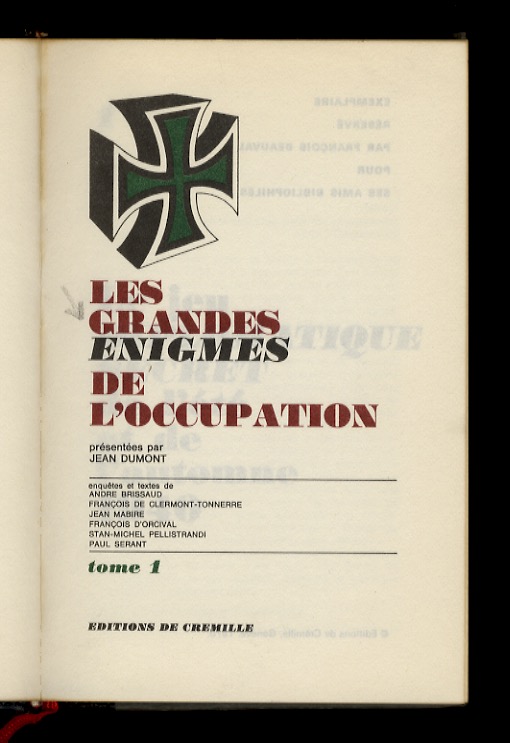 LES
GRANDES
ENIGMES
DE
L'OCCUPATION
présentées par
JEAN DUMONT
enquêtes et textes de
ANDRE BRISSAUD
FRANÇOIS DE CLERMONT-TONNERRE
JEAN MABIRE
FRANÇOIS D'ORCIVAL
STAN-MICHEL PELLISTRANDI
PAUL SERANT
tome 1
EDITIONS DE CREMILLE